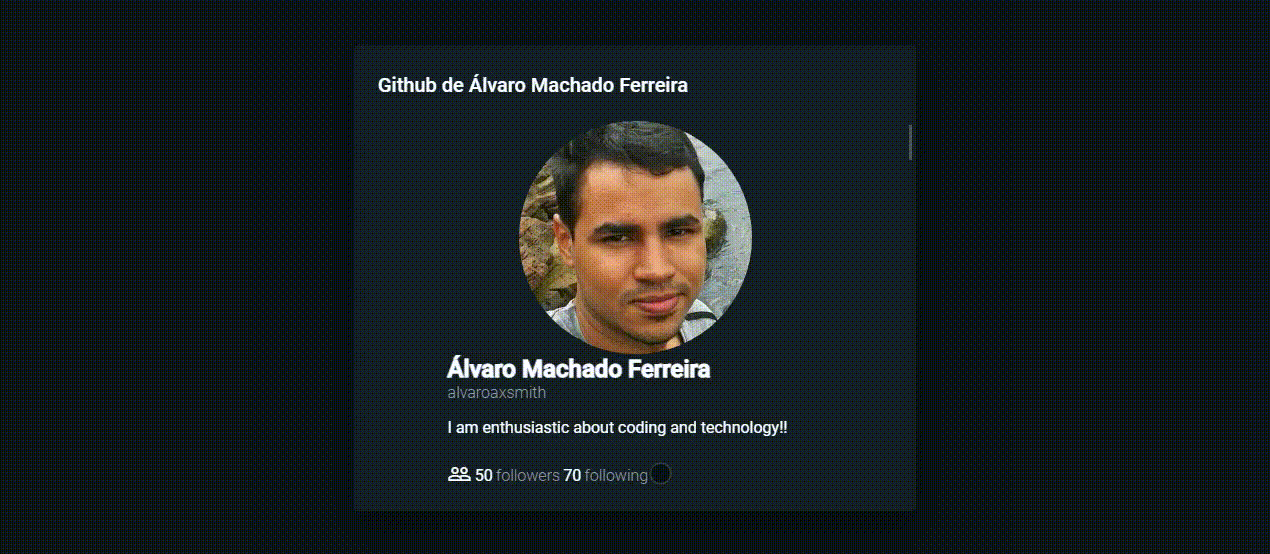 Github de Álvaro Machado Ferreira
Álvaro Machado Ferreira
alvaroaxsmith
I am enthusiastic about coding and technology!!
50 followers 70 following